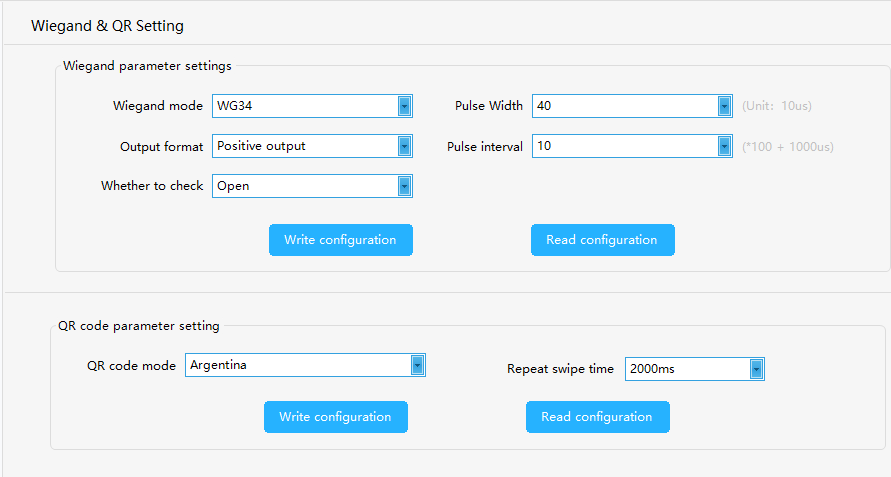 Wiegand & QR Setting
Wiegand parameter settings
Wiegand mode WG34 Pulse Width 40 (Unit: 10us)
Output format Positive output Pulse interval 10 (*100 + 1000us)
Whether to check Open
Write configuration Read configuration
QR code parameter setting
QR code mode Argentina Repeat swipe time 2000ms
Write configuration Read configuration